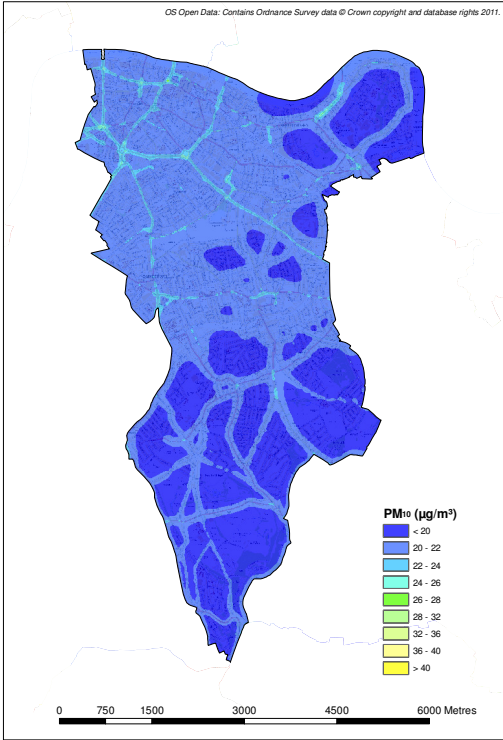 OS Open Data: Contains Ordnance Survey data © Crown copyright and database rights 2011.
PM10 (µg/m³)
< 20
20 - 22
22 - 24
24 - 26
26 - 28
28 - 32
32 - 36
36 - 40
> 40
0 750 1500 3000 4500 6000 Metres